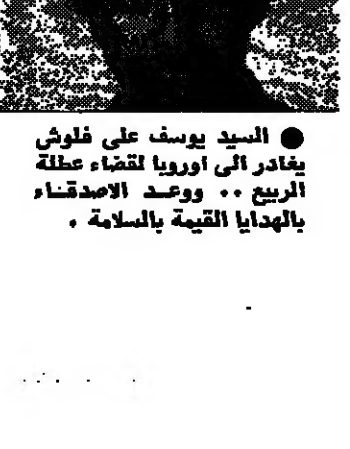 ● السيد يوسف على فلوش
يغادر الى اوروبا لقضاء عطلة
الربيع •• ووعد الاصدقاء
بالهدايا القيمة بالسلامة •